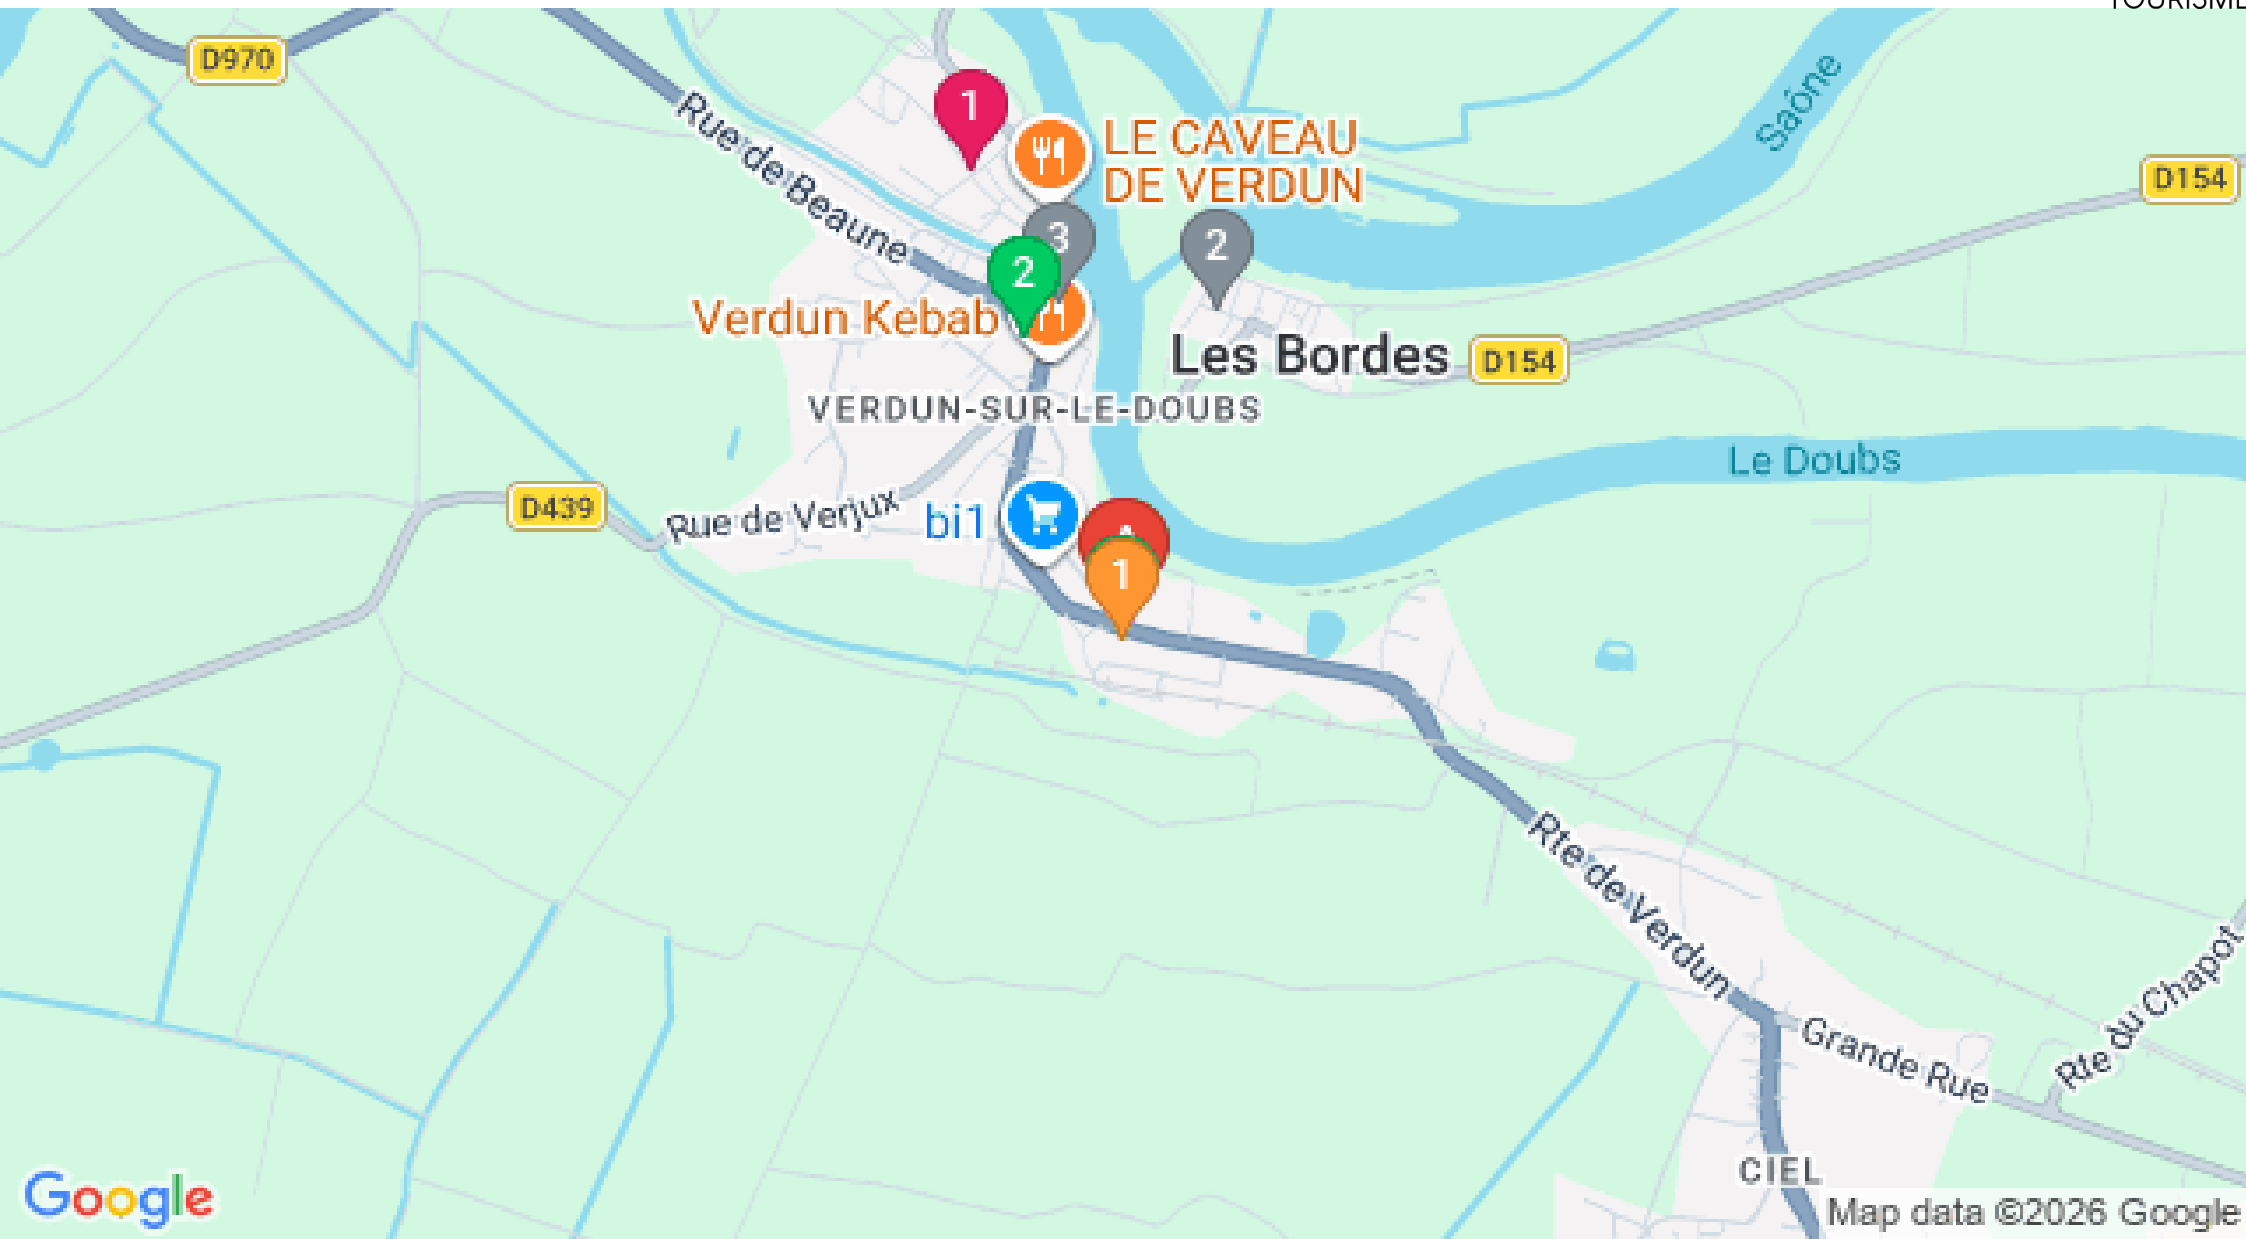 TOURISME
D970
1
Rue de Beaune
LE CAVEAU
DE VERDUN
Saône
D154
3
2
2
Verdun Kebab
Les Bordes
D154
VERDUN-SUR-LE-DOUBS
Le Doubs
D439
Rue de Verjux
bi1
1
Rte de Verdun
Grande Rue
Rte du Chapot
CIEL
Google
Map data ©2026 Google